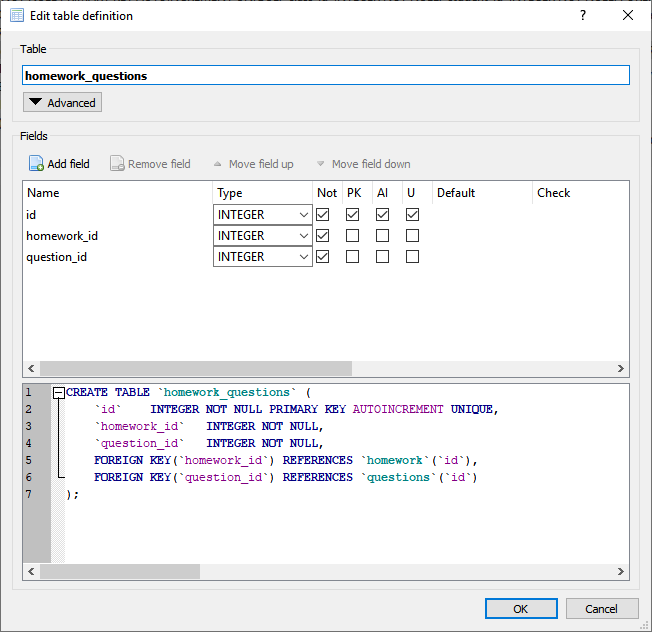 Edit table definition ?
Table
homework_questions
Advanced
Fields
Add field Remove field Move field up Move field down
Name Type Not PK AI U Default Check
id INTEGER
homework_id INTEGER
question_id INTEGER
1 CREATE TABLE `homework_questions` (
2 `id` INTEGER NOT NULL PRIMARY KEY AUTOINCREMENT UNIQUE,
3 `homework_id` INTEGER NOT NULL,
4 `question_id` INTEGER NOT NULL,
5 FOREIGN KEY(`homework_id`) REFERENCES `homework`(`id`),
6 FOREIGN KEY(`question_id`) REFERENCES `questions`(`id`)
7 );
OK Cancel